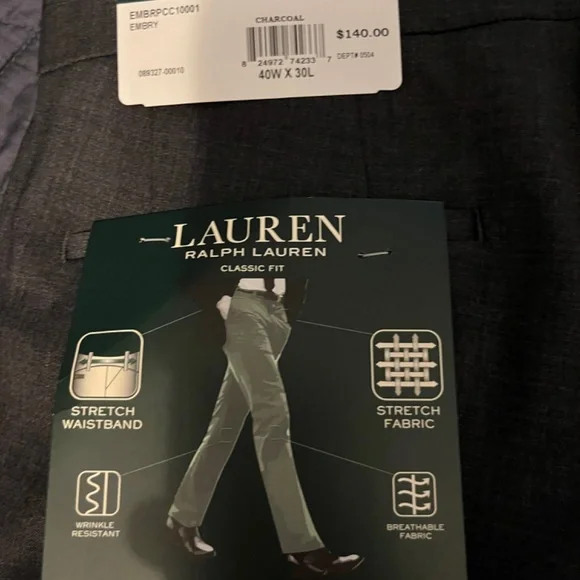 EMBRPCC10001
EMBRY
CHARCOAL
$140.00
8 24972 74233 7
DEPT# 0504
089327-00010
40W X 30L
LAUREN
RALPH LAUREN
CLASSIC FIT
STRETCH
WAISTBAND
STRETCH
FABRIC
WRINKLE
RESISTANT
BREATHABLE
FABRIC